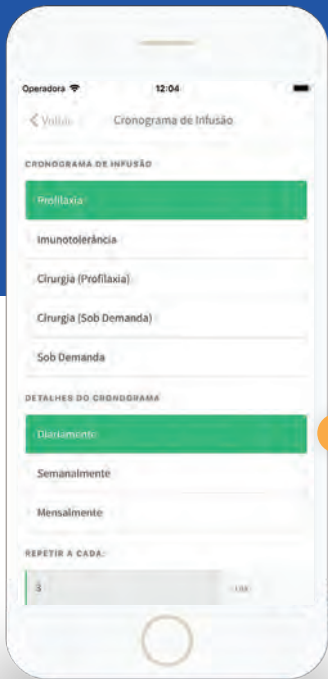 Operadora 12:04
Voltar Cronograma de Infusão
CRONOGRAMA DE INFUSÃO
Profilaxia
Imunotolerância
Cirurgia (Profilaxia)
Cirurgia (Sob Demanda)
Sob Demanda
DETALHES DO CRONOGRAMA
Diariamente
Semanalmente
Mensalmente
REPETIR A CADA:
3